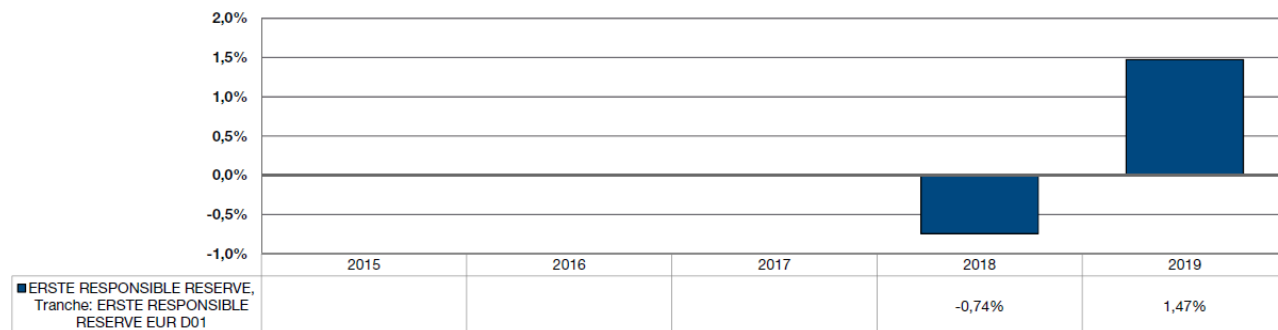 2,0%
1,5%
1,0%
0,5%
0,0%
-0,5%
-1,0%
2015 2016 2017 2018 2019
ERSTE RESPONSIBLE RESERVE,
Tranche: ERSTE RESPONSIBLE
RESERVE EUR D01
-0,74% 1,47%